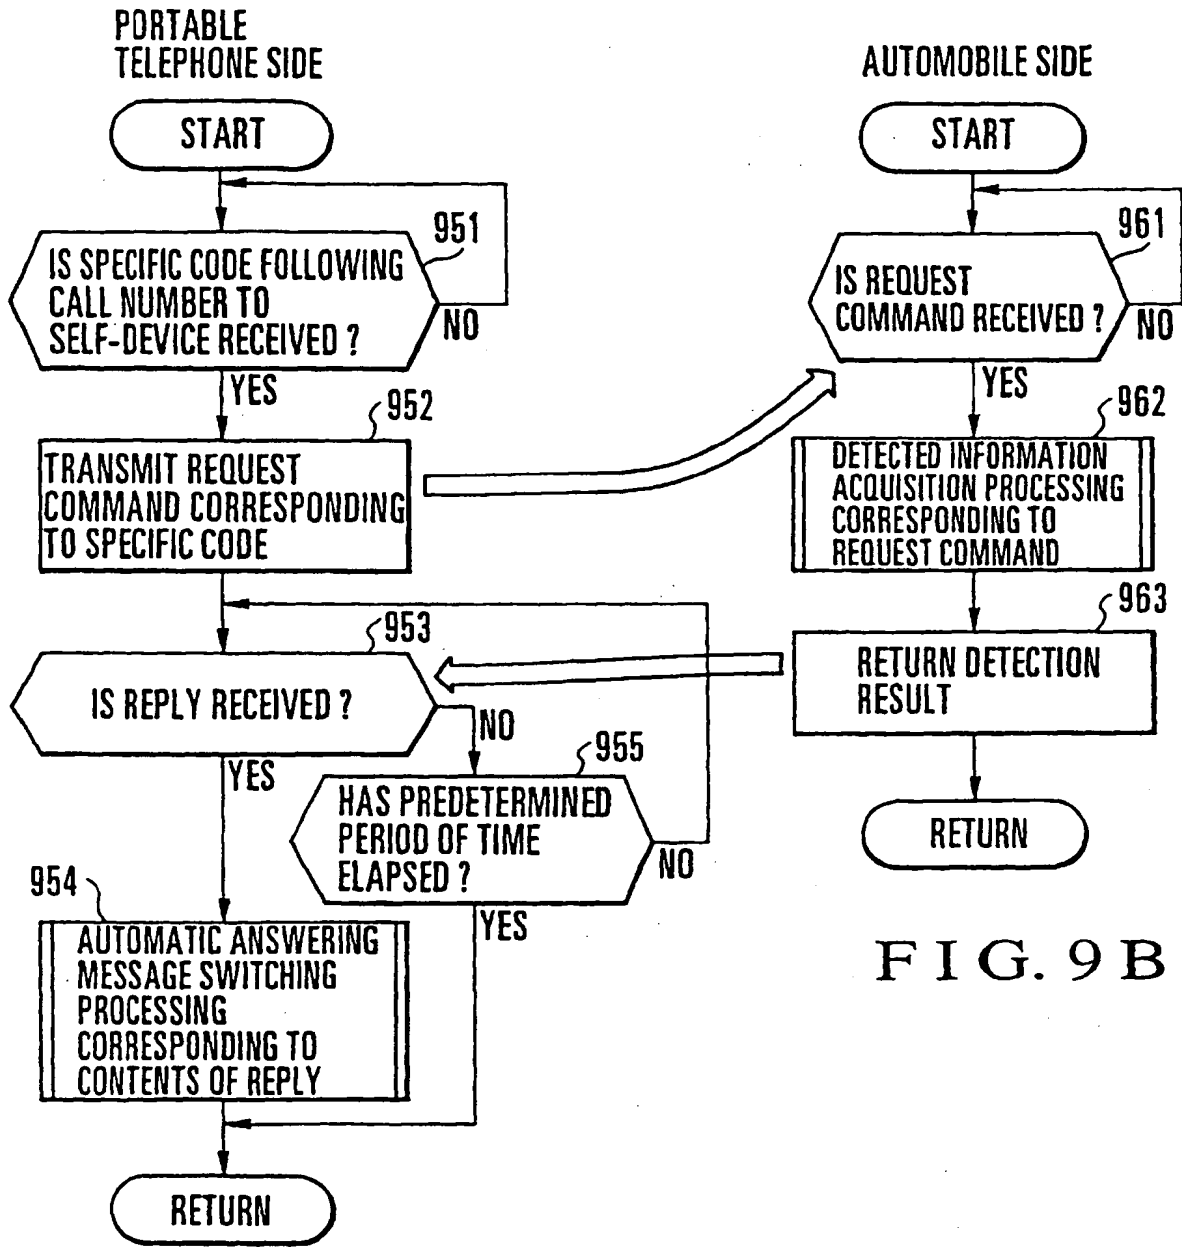 PORTABLE
TELEPHONE SIDE
START
951
IS SPECIFIC CODE FOLLOWING
CALL NUMBER TO
SELF-DEVICE RECEIVED ?
NO
YES
952
TRANSMIT REQUEST
COMMAND CORRESPONDING
TO SPECIFIC CODE
953
IS REPLY RECEIVED ?
NO
YES
955
HAS PREDETERMINED
PERIOD OF TIME
ELAPSED ?
NO
YES
954
AUTOMATIC ANSWERING
MESSAGE SWITCHING
PROCESSING
CORRESPONDING TO
CONTENTS OF REPLY
RETURN
AUTOMOBILE SIDE
START
961
IS REQUEST
COMMAND RECEIVED ?
NO
YES
962
DETECTED INFORMATION
ACQUISITION PROCESSING
CORRESPONDING TO
REQUEST COMMAND
963
RETURN DETECTION
RESULT
RETURN
FIG. 9B